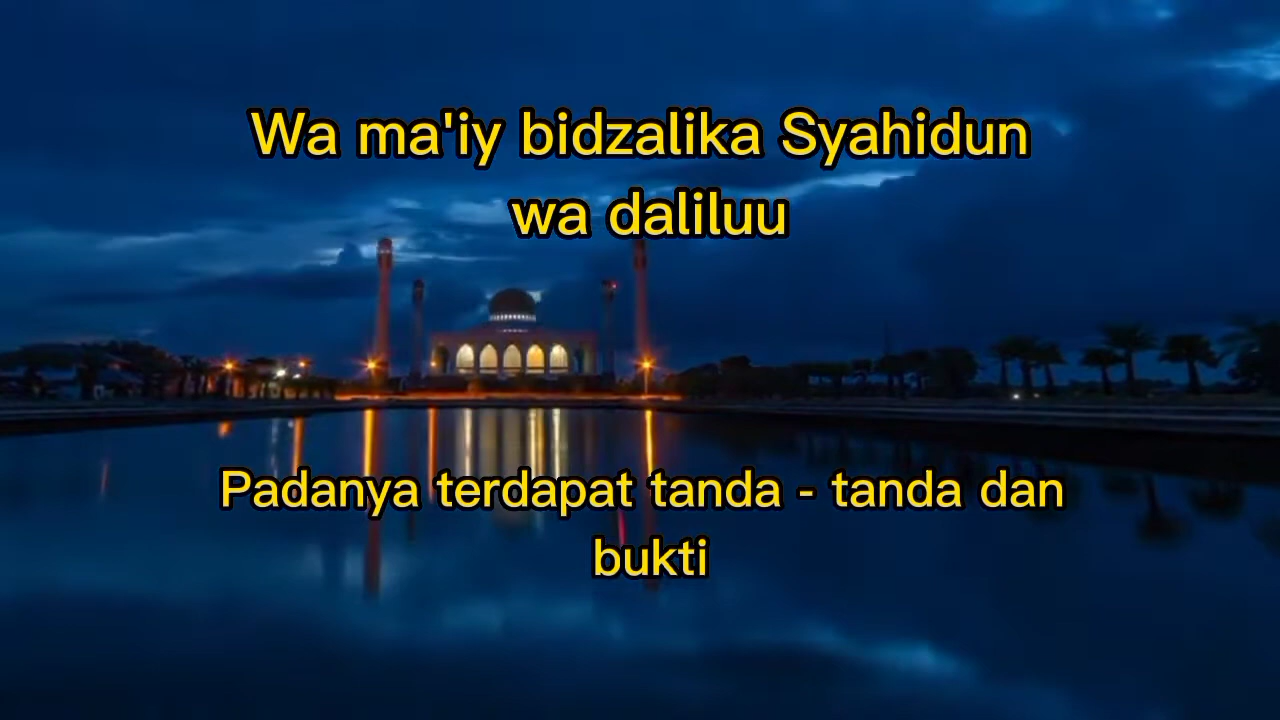 Wa ma'iy bidzalika Syahidun
wa daliluu
Padanya terdapat tanda - tanda dan
bukti